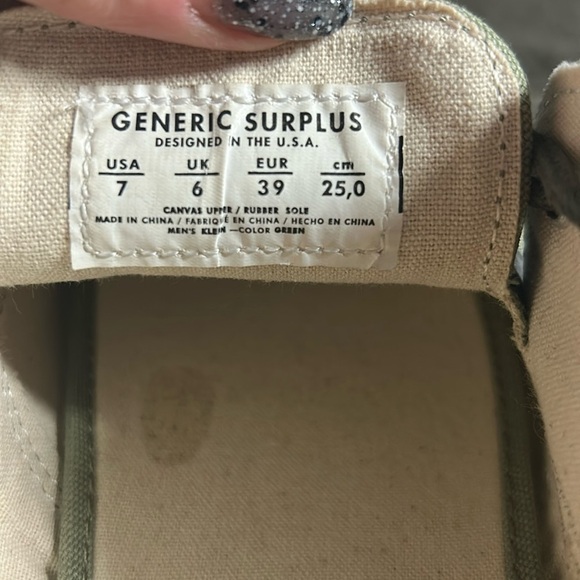 GENERIC SURPLUS
DESIGNED IN THE U.S.A.
USA UK EUR cm
7 6 39 25,0
CANVAS UPPER / RUBBER SOLE
MADE IN CHINA / FABRIQUÉ EN CHINA / HECHO EN CHINA
MEN'S KLEIN —COLOR GREEN